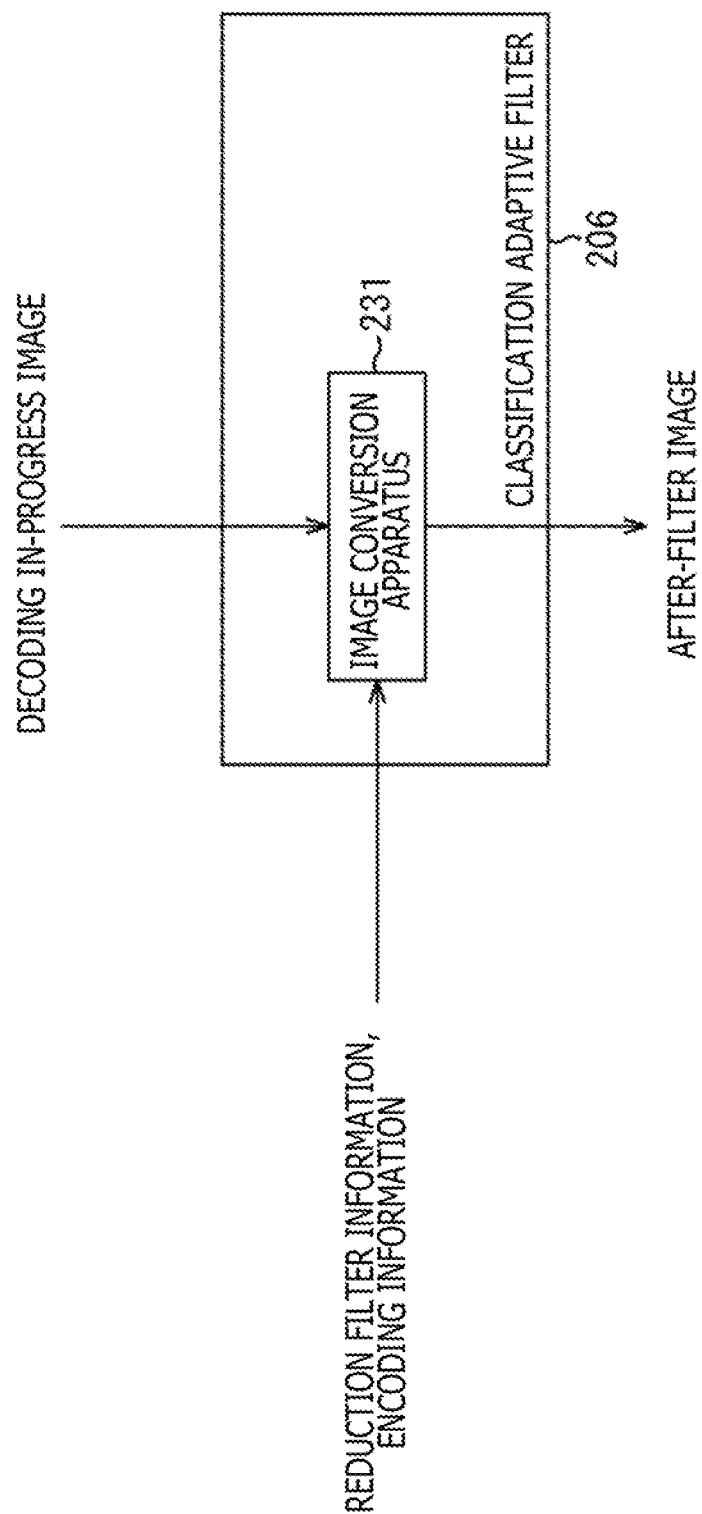 DECODING IN-PROGRESS IMAGE
IMAGE CONVERSION
APPARATUS
231
CLASSIFICATION ADAPTIVE FILTER
206
AFTER-FILTER IMAGE
REDUCTION FILTER INFORMATION,
ENCODING INFORMATION